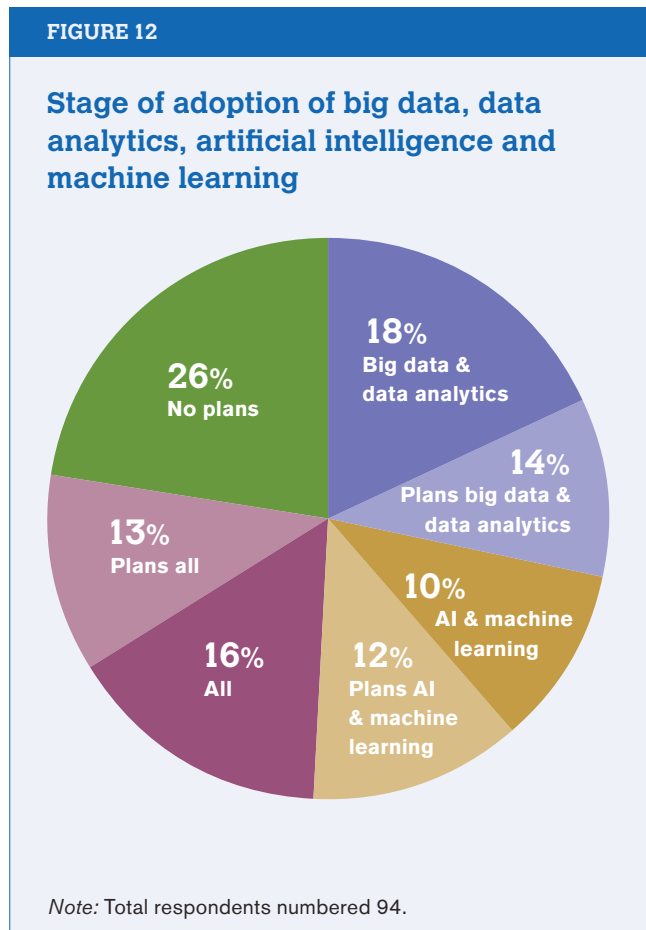 FIGURE 12
Stage of adoption of big data, data
analytics, artificial intelligence and
machine learning
18%
Big data &
data analytics
14%
Plans big data &
data analytics
10%
AI & machine
learning
12%
Plans AI
& machine
learning
16%
All
13%
Plans all
26%
No plans
Note: Total respondents numbered 94.